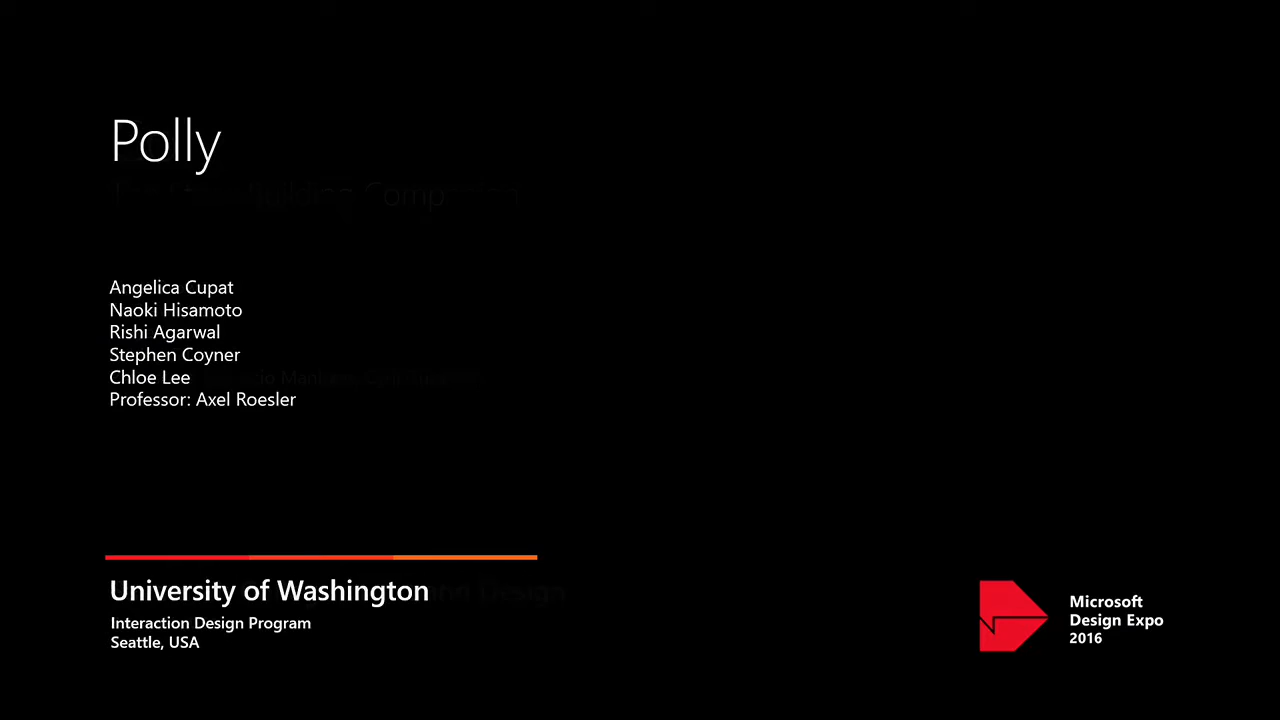 Polly
Angelica Cupat
Naoki Hisamoto
Rishi Agarwal
Stephen Coyner
Chloe Lee
Professor: Axel Roesler
University of Washington
Interaction Design Program
Seattle, USA
Microsoft
Design Expo
2016